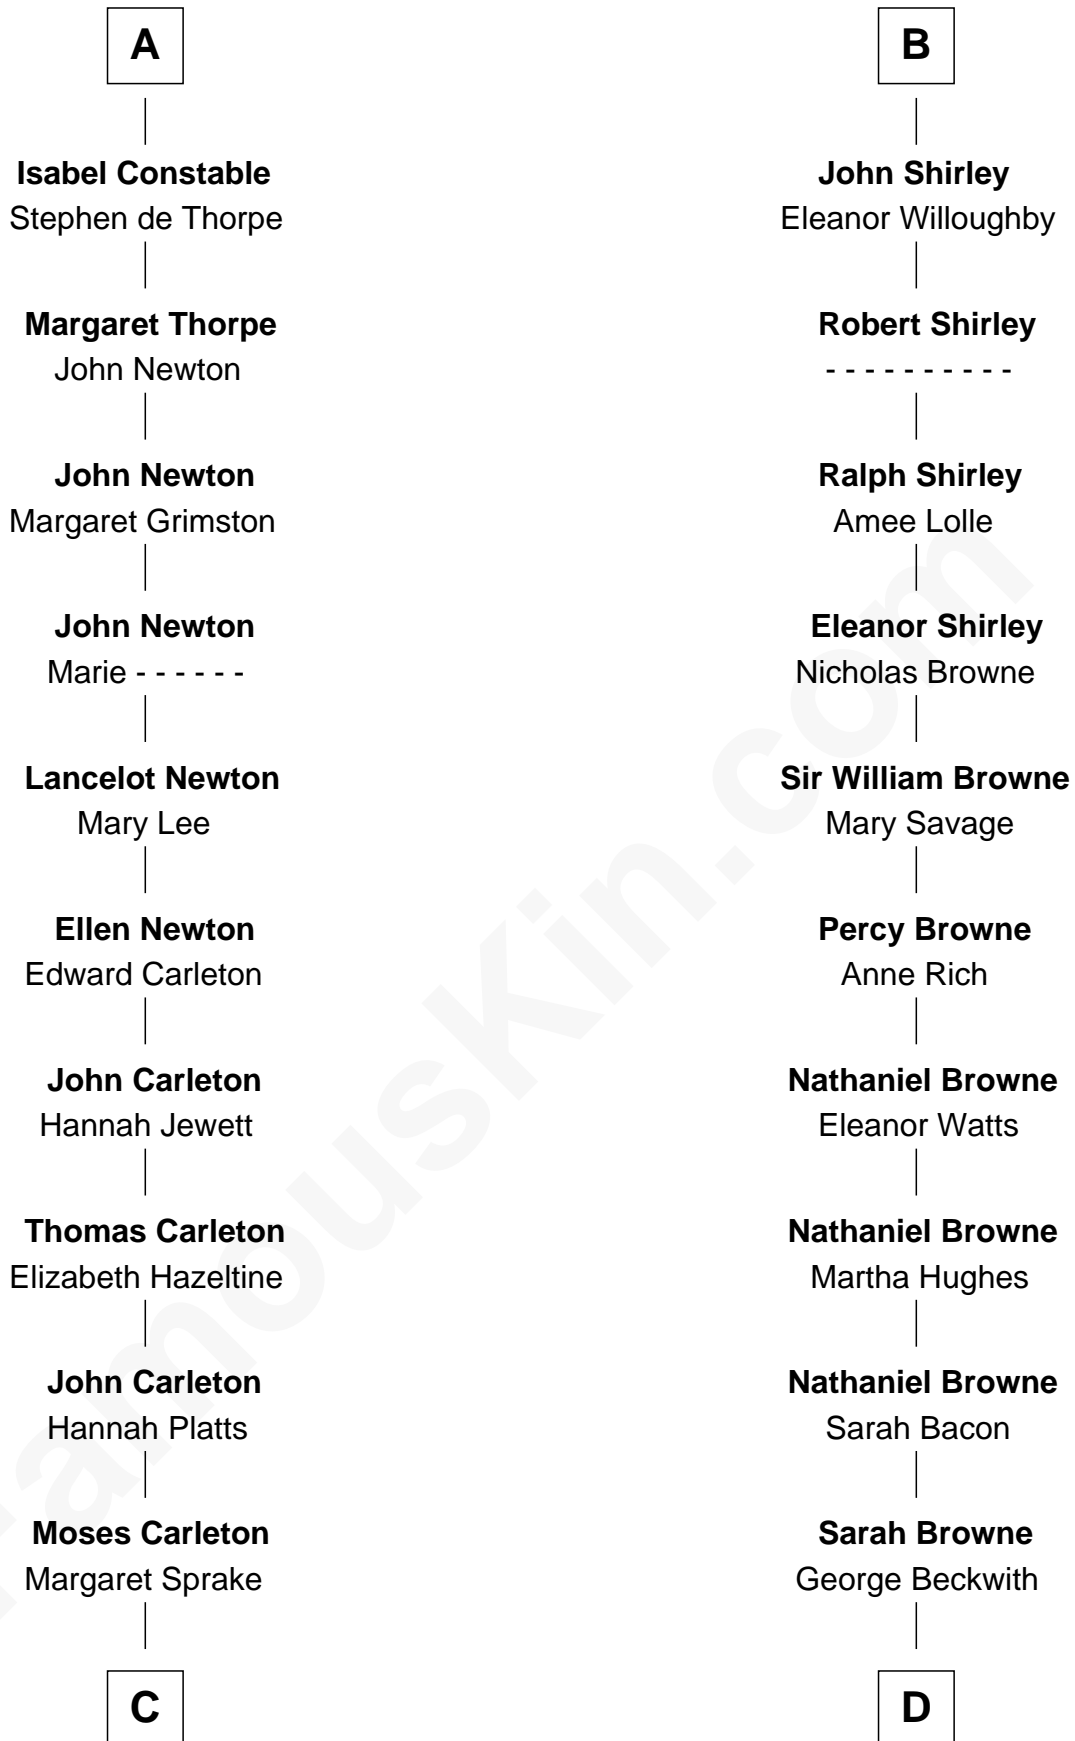 A
Isabel Constable
Stephen de Thorpe
Margaret Thorpe
John Newton
John Newton
Margaret Grimston
John Newton
Marie - - - - - -
Lancelot Newton
Mary Lee
Ellen Newton
Edward Carleton
John Carleton
Hannah Jewett
Thomas Carleton
Elizabeth Hazeltine
John Carleton
Hannah Platts
Moses Carleton
Margaret Sprake
C
B
John Shirley
Eleanor Willoughby
Robert Shirley
- - - - - - - - - -
Ralph Shirley
Amee Lolle
Eleanor Shirley
Nicholas Browne
Sir William Browne
Mary Savage
Percy Browne
Anne Rich
Nathaniel Browne
Eleanor Watts
Nathaniel Browne
Martha Hughes
Nathaniel Browne
Sarah Bacon
Sarah Browne
George Beckwith
D
FamousKin.com